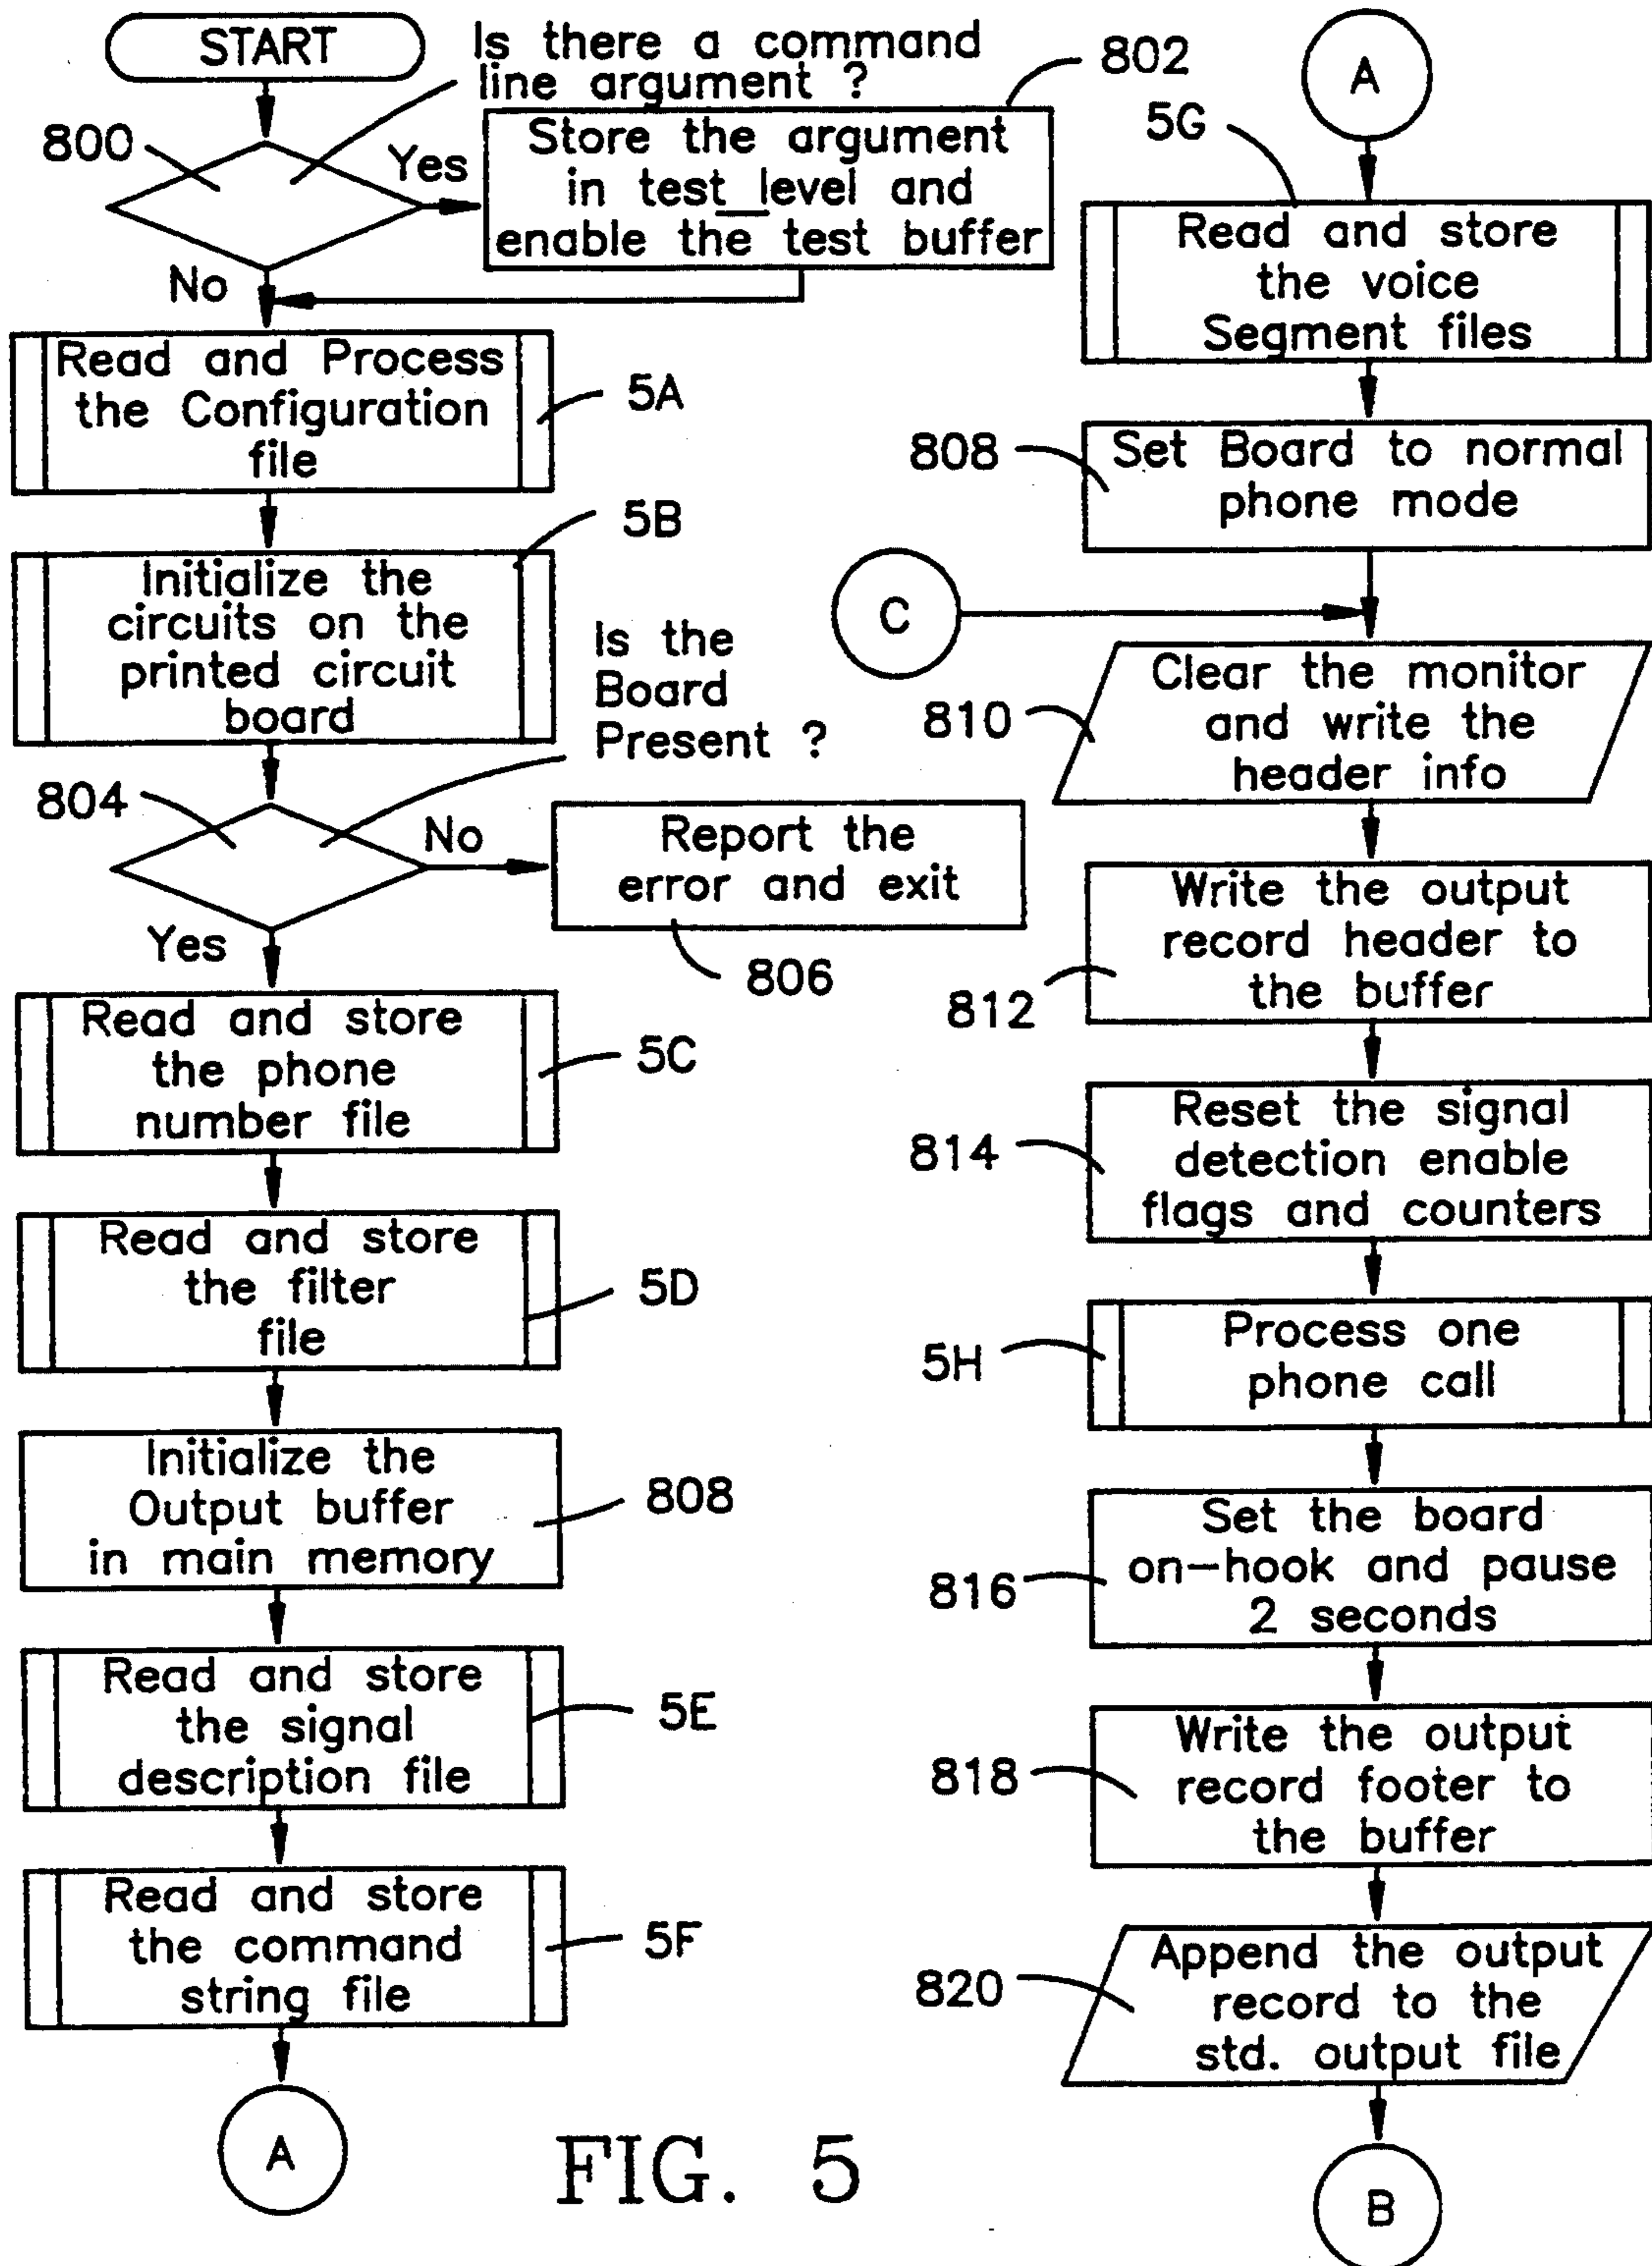 START
Is there a command
line argument ?
800
Yes
No
802
Store the argument
in test_level and
enable the test buffer
Read and Process
the Configuration
file
5A
5B
Initialize the
circuits on the
printed circuit
board
Is the
Board
Present ?
804
No
Yes
Report the
error and exit
806
Read and store
the phone
number file
5C
Read and store
the filter
file
5D
Initialize the
Output buffer
in main memory
808
Read and store
the signal
description file
5E
Read and store
the command
string file
5F
A
FIG. 5
A
5G
Read and store
the voice
Segment files
808
Set Board to normal
phone mode
C
810
Clear the monitor
and write the
header info
812
Write the output
record header to
the buffer
814
Reset the signal
detection enable
flags and counters
5H
Process one
phone call
816
Set the board
on-hook and pause
2 seconds
818
Write the output
record footer to
the buffer
820
Append the output
record to the
std. output file
B